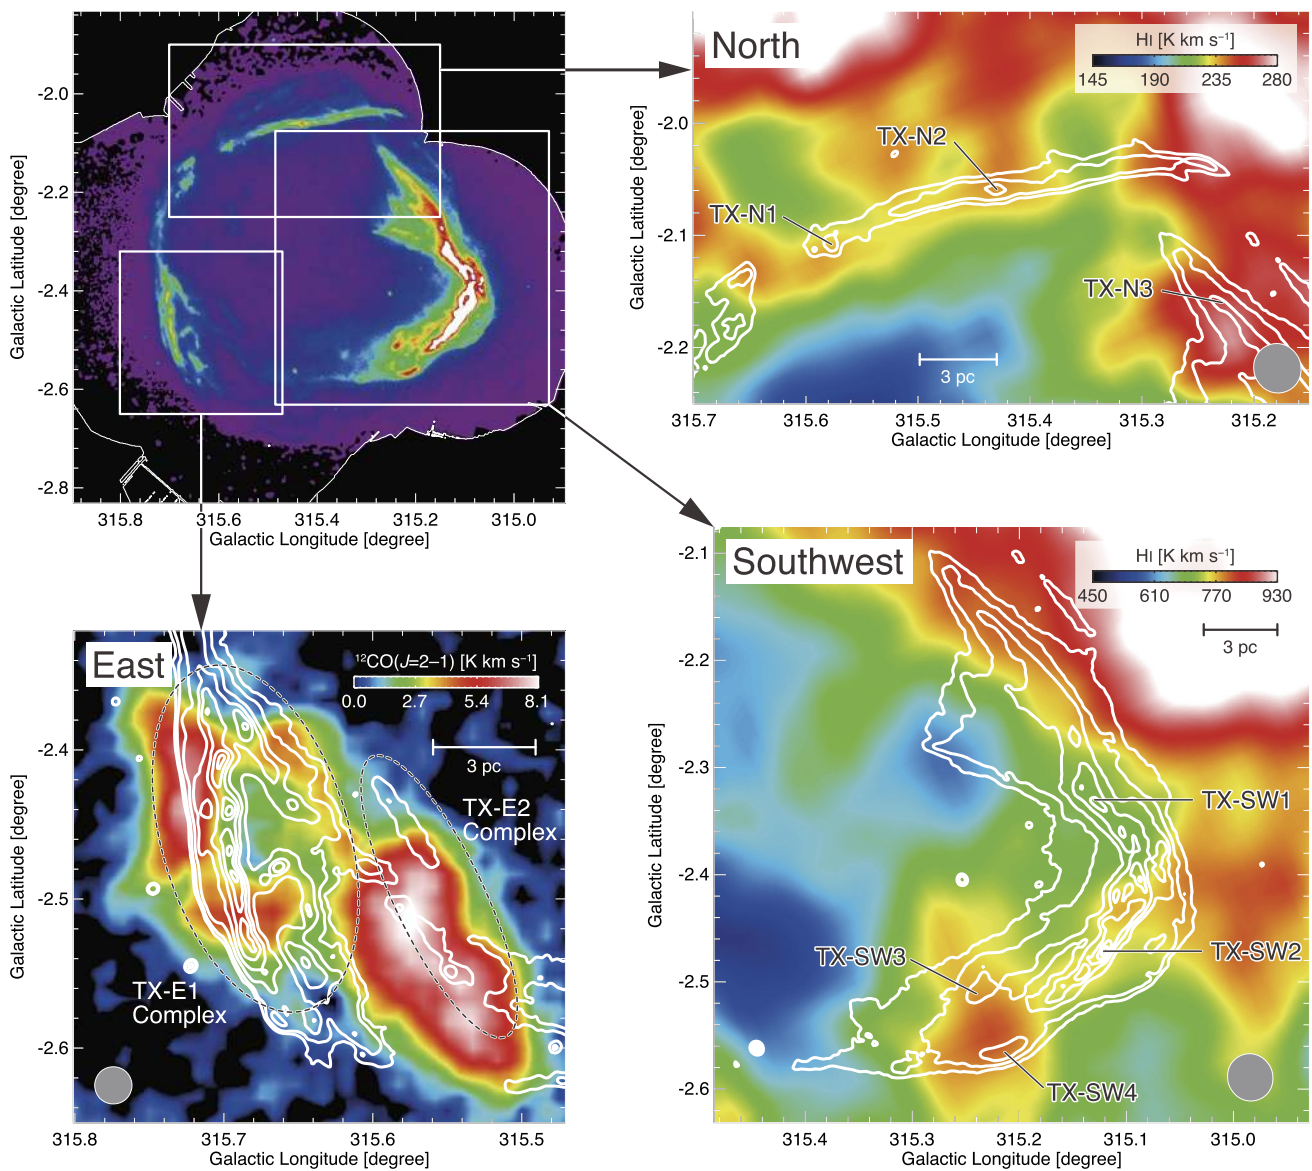 -2.0
-2.2
-2.4
-2.6
-2.8
Galactic Latitude [degree]
315.8 315.6 315.4 315.2 315.0
Galactic Longitude [degree]
North
HI [K km s⁻¹]
145 190 235 280
TX-N2
TX-N1
TX-N3
3 pc
-2.0
-2.1
-2.2
Galactic Latitude [degree]
315.7 315.6 315.5 315.4 315.3 315.2
Galactic Longitude [degree]
East
¹²CO(J=2–1) [K km s⁻¹]
0.0 2.7 5.4 8.1
3 pc
TX-E2
Complex
TX-E1
Complex
-2.4
-2.5
-2.6
Galactic Latitude [degree]
315.8 315.7 315.6 315.5
Galactic Longitude [degree]
Southwest
HI [K km s⁻¹]
450 610 770 930
3 pc
TX-SW1
TX-SW2
TX-SW3
TX-SW4
-2.1
-2.2
-2.3
-2.4
-2.5
-2.6
Galactic Latitude [degree]
315.4 315.3 315.2 315.1 315.0
Galactic Longitude [degree]